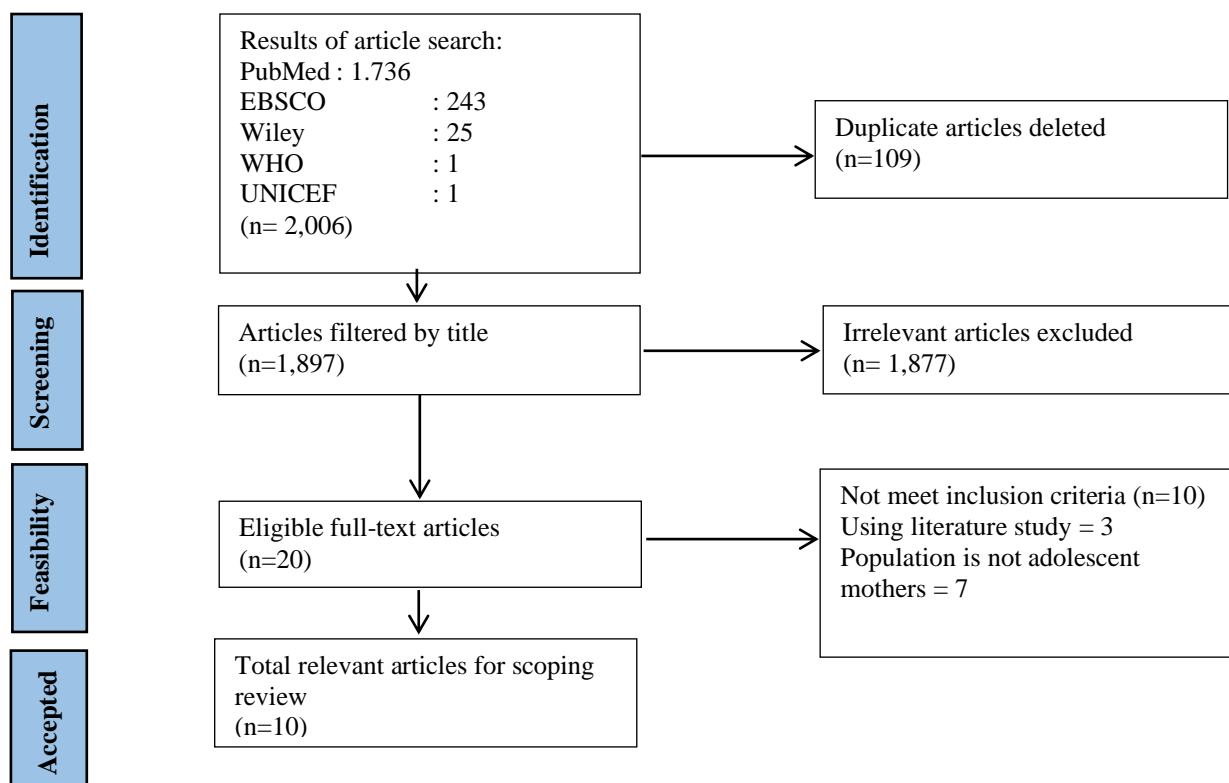 Identification
Results of article search:
PubMed : 1.736
EBSCO : 243
Wiley : 25
WHO : 1
UNICEF : 1
(n= 2,006)
Duplicate articles deleted
(n=109)
Screening
Articles filtered by title
(n=1,897)
Irrelevant articles excluded
(n= 1,877)
Feasibility
Eligible full-text articles
(n=20)
Not meet inclusion criteria (n=10)
Using literature study = 3
Population is not adolescent
mothers = 7
Accepted
Total relevant articles for scoping
review
(n=10)